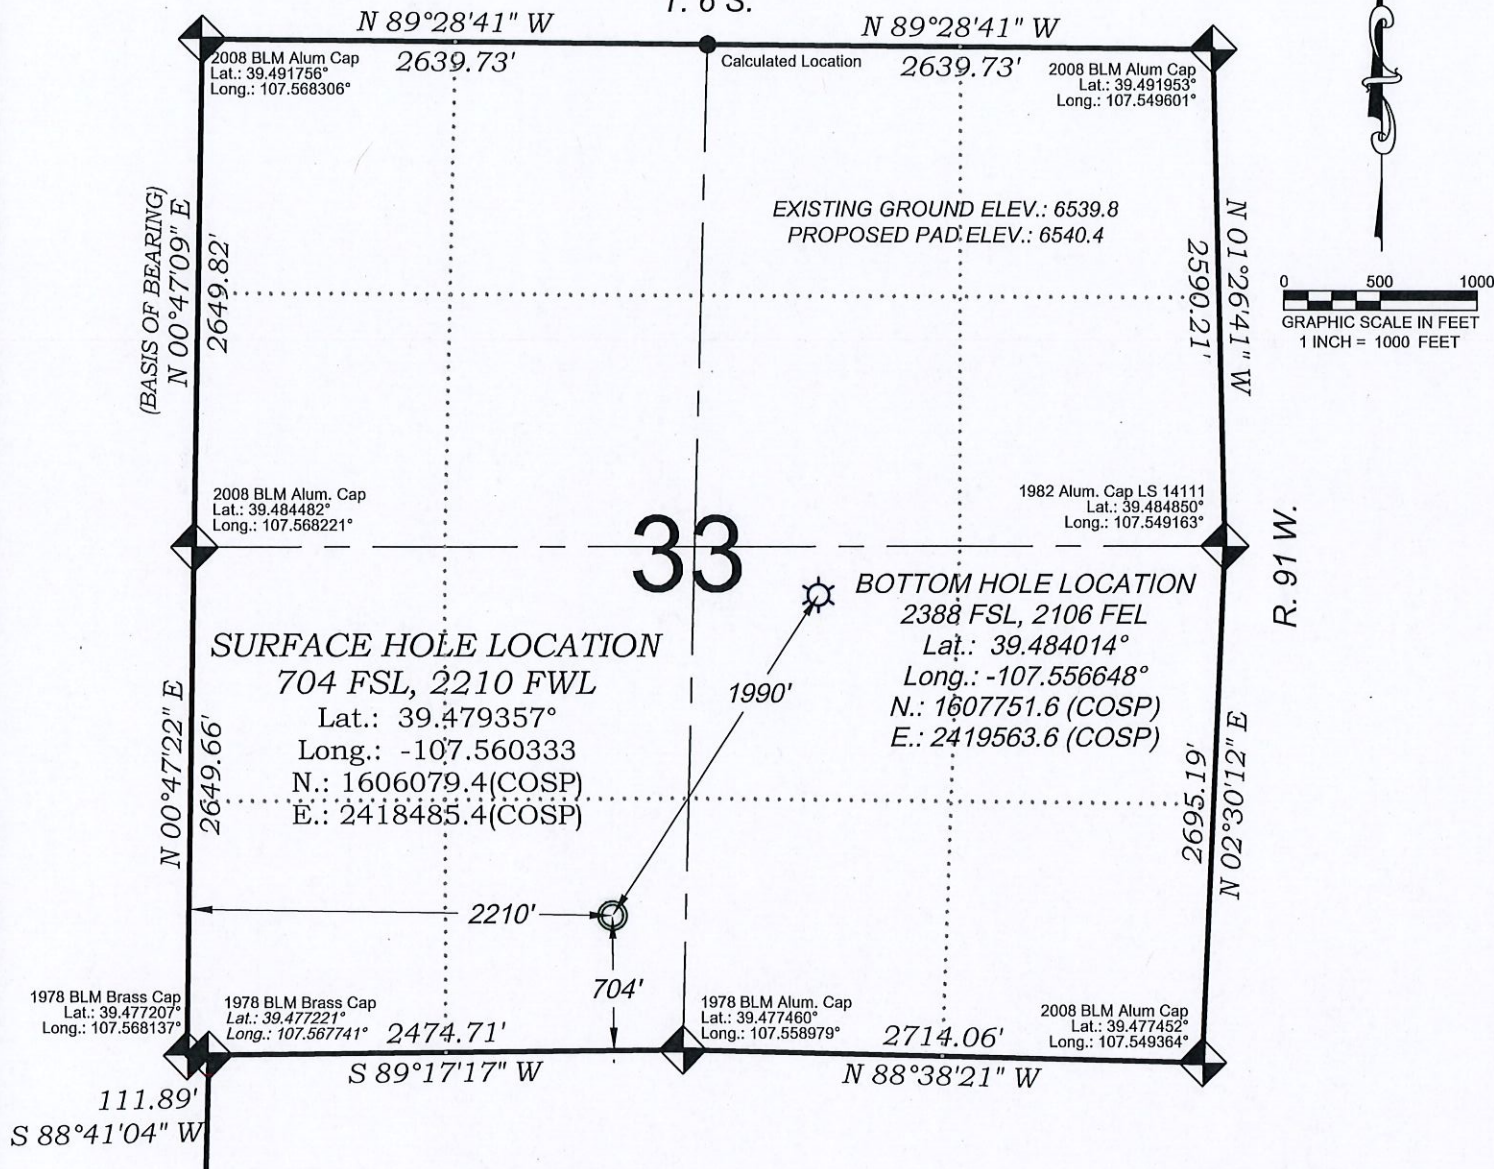 T. 6 S.
N 89°28'41" W
2639.73'
N 89°28'41" W
2639.73'
2008 BLM Alum Cap
Lat.: 39.491756°
Long.: 107.568306°
Calculated Location
2008 BLM Alum Cap
Lat.: 39.491953°
Long.: 107.549601°
(BASIS OF BEARING)
N 00°47'09" E
2649.82'
EXISTING GROUND ELEV.: 6539.8
PROPOSED PAD ELEV.: 6540.4
2590.21'
N 01°26'41" W
0 500 1000
GRAPHIC SCALE IN FEET
1 INCH = 1000 FEET
2008 BLM Alum. Cap
Lat.: 39.484482°
Long.: 107.568221°
33
1982 Alum. Cap LS 14111
Lat.: 39.484850°
Long.: 107.549163°
R. 91 W.
SURFACE HOLE LOCATION
704 FSL, 2210 FWL
Lat.: 39.479357°
Long.: -107.560333
N.: 1606079.4(COSP)
E.: 2418485.4(COSP)
BOTTOM HOLE LOCATION
2388 FSL, 2106 FEL
Lat.: 39.484014°
Long.: -107.556648°
N.: 1607751.6 (COSP)
E.: 2419563.6 (COSP)
1990'
N 00°47'22" E
2649.66'
2695.19'
N 02°30'12" E
2210'
704'
1978 BLM Brass Cap
Lat.: 39.477207°
Long.: 107.568137°
1978 BLM Brass Cap
Lat.: 39.477221°
Long.: 107.567741°
2474.71'
S 89°17'17" W
1978 BLM Alum. Cap
Lat.: 39.477460°
Long.: 107.558979°
2714.06'
N 88°38'21" W
2008 BLM Alum Cap
Lat.: 39.477452°
Long.: 107.549364°
111.89'
S 88°41'04" W